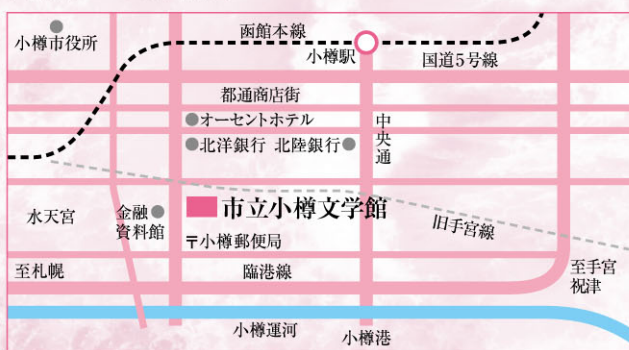 函館本線
小樽市役所
小樽駅
国道5号線
都通商店街
オーセントホテル
北洋銀行 北陸銀行
中央通
市立小樽文学館
水天宮
金融
資料館
旧手宮線
〒小樽郵便局
至札幌
臨港線
至手宮
祝津
小樽運河
小樽港